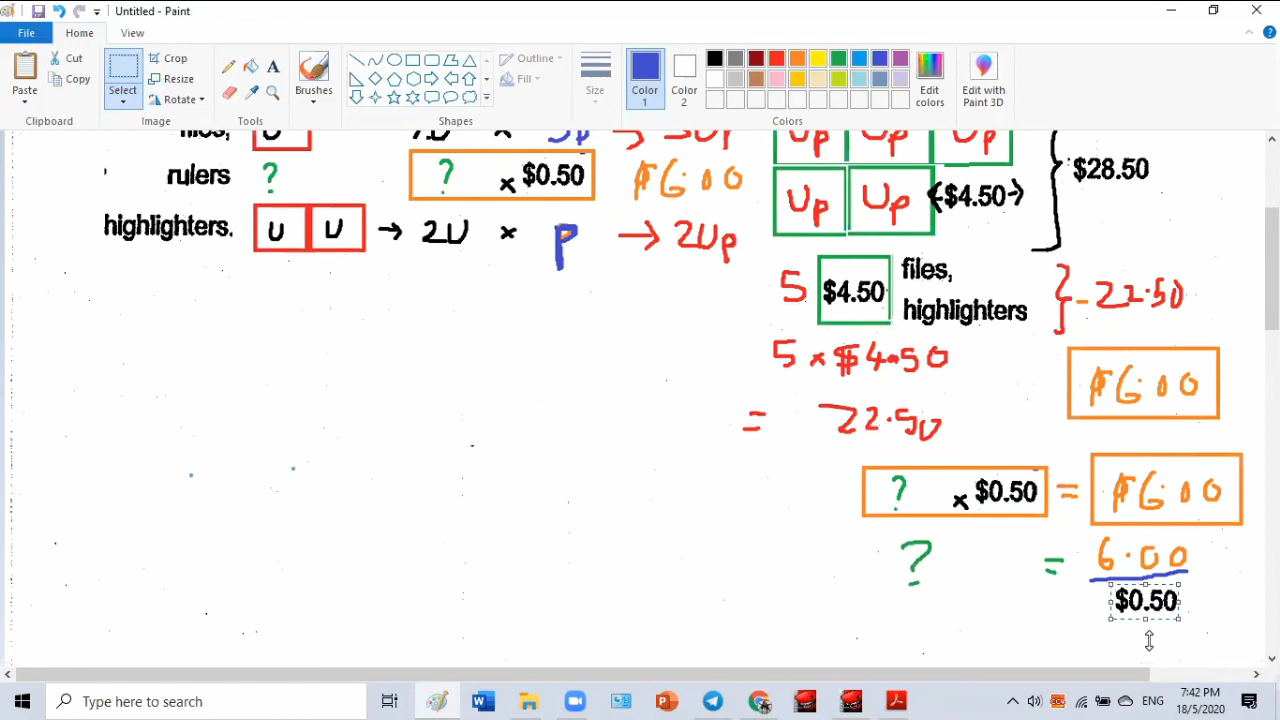 Untitled - Paint
File Home View
Paste Cut Copy Select Crop Resize Rotate Brushes Outline Fill Size Color 1 Color 2 Edit colors Edit with Paint 3D
Clipboard Image Tools Shapes Colors
files, U
rulers ? ? × $0.50 $6.00
highlighters. U U → 2U × p → 2Up
Up Up Up
Up Up $4.50
$28.50
5 $4.50 files,
highlighters - 22.50
5 × $4.50
= 22.50
$6.00
? × $0.50 = $6.00
? = 6.00
$0.50
Type here to search
ENG 7:42 PM
18/5/2020